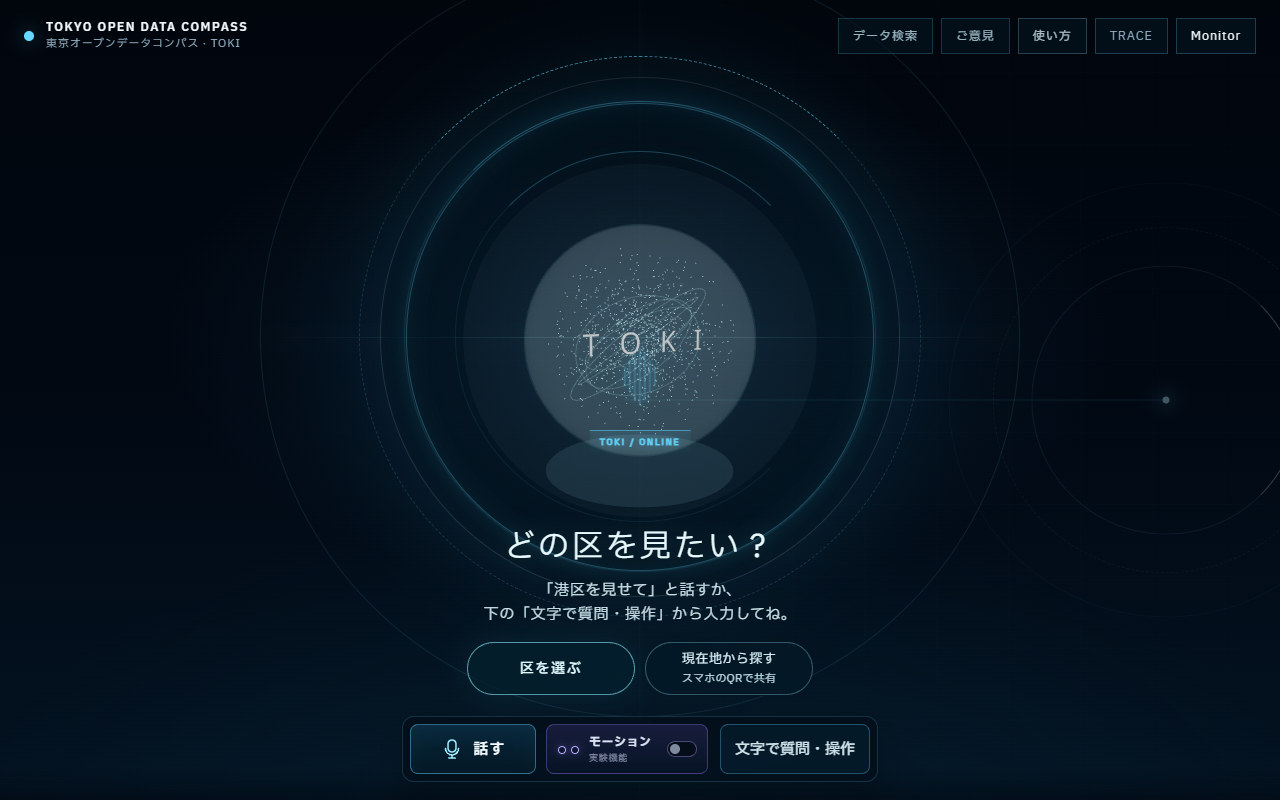 TOKYO OPEN DATA COMPASS
東京オープンデータコンパス · TOKI
データ検索
ご意見
使い方
TRACE
Monitor
TOKI
TOKI / ONLINE
どの区を見たい？
「港区を見せて」と話すか、
下の「文字で質問・操作」から入力してね。
区を選ぶ
現在地から探す
スマホのQRで共有
話す
モーション
実験機能
文字で質問・操作